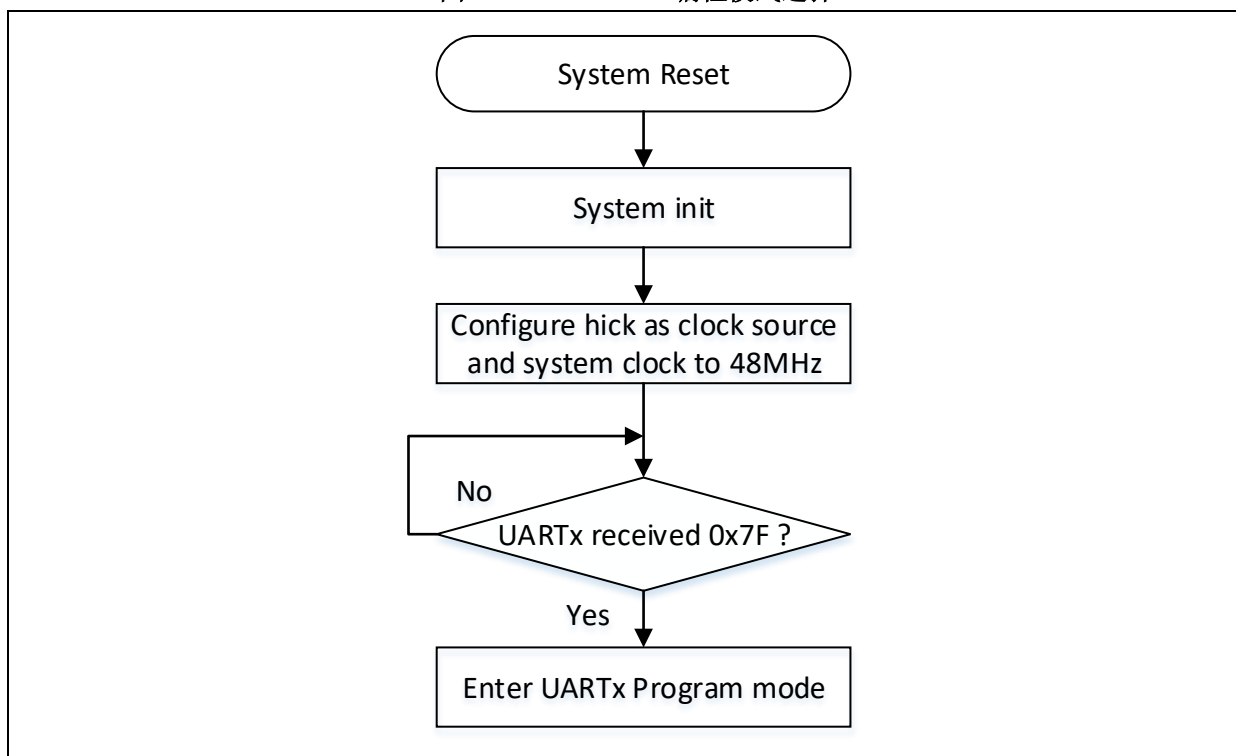 System Reset
System init
Configure hick as clock source
and system clock to 48MHz
No
UARTx received 0x7F ?
Yes
Enter UARTx Program mode